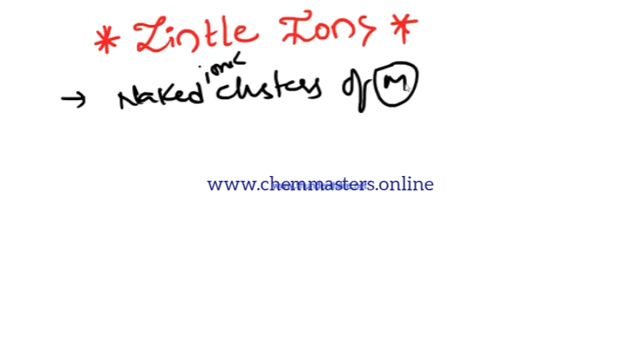 * Zintle Ions *
→ Naked ionic clusters of M
www.chemmasters.online